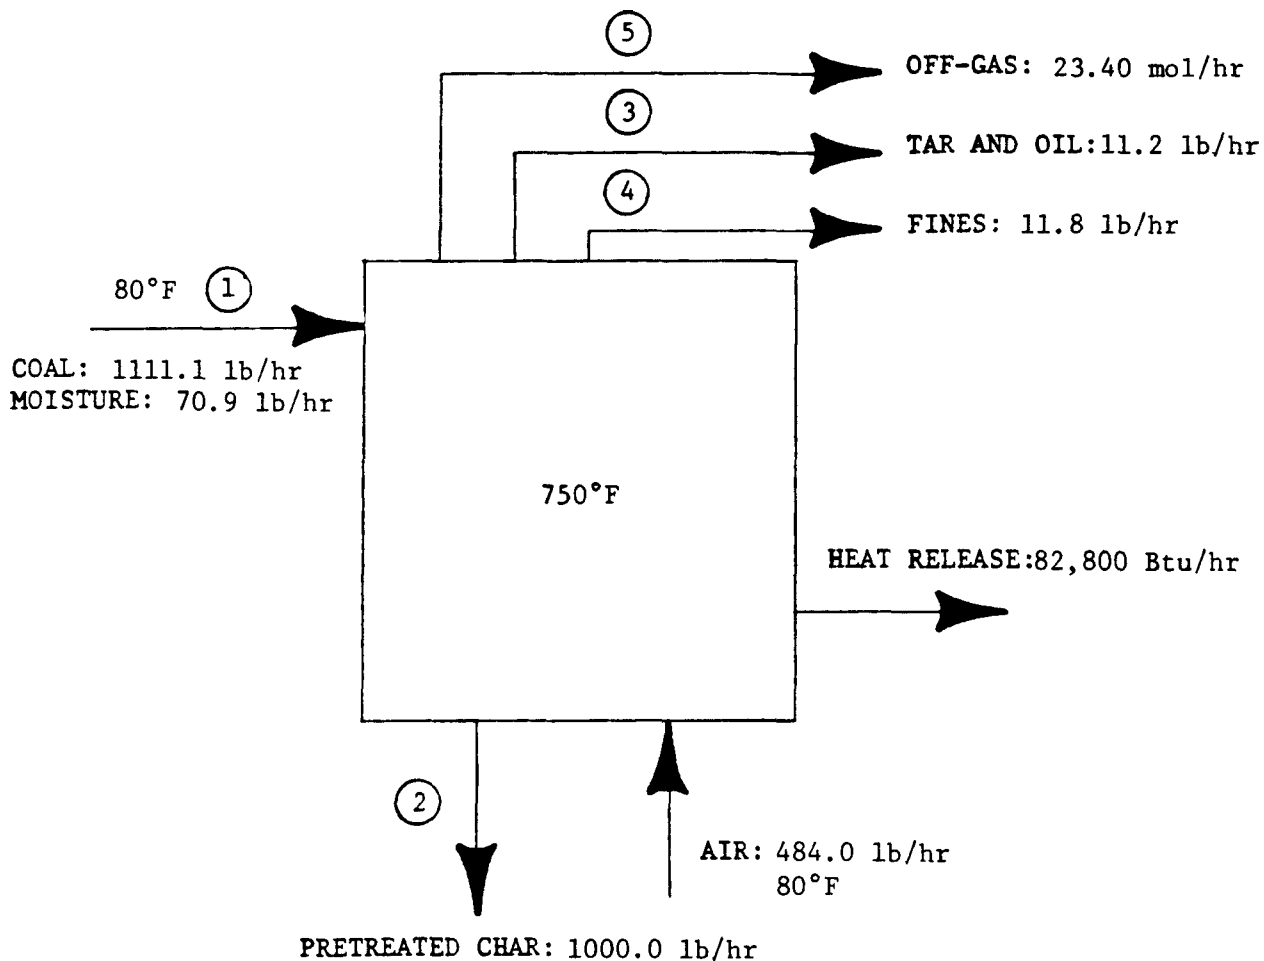 5
OFF-GAS: 23.40 mol/hr
3
TAR AND OIL:11.2 lb/hr
4
FINES: 11.8 lb/hr
80°F 1
COAL: 1111.1 lb/hr
MOISTURE: 70.9 lb/hr
750°F
HEAT RELEASE:82,800 Btu/hr
2
AIR: 484.0 lb/hr
80°F
PRETREATED CHAR: 1000.0 lb/hr